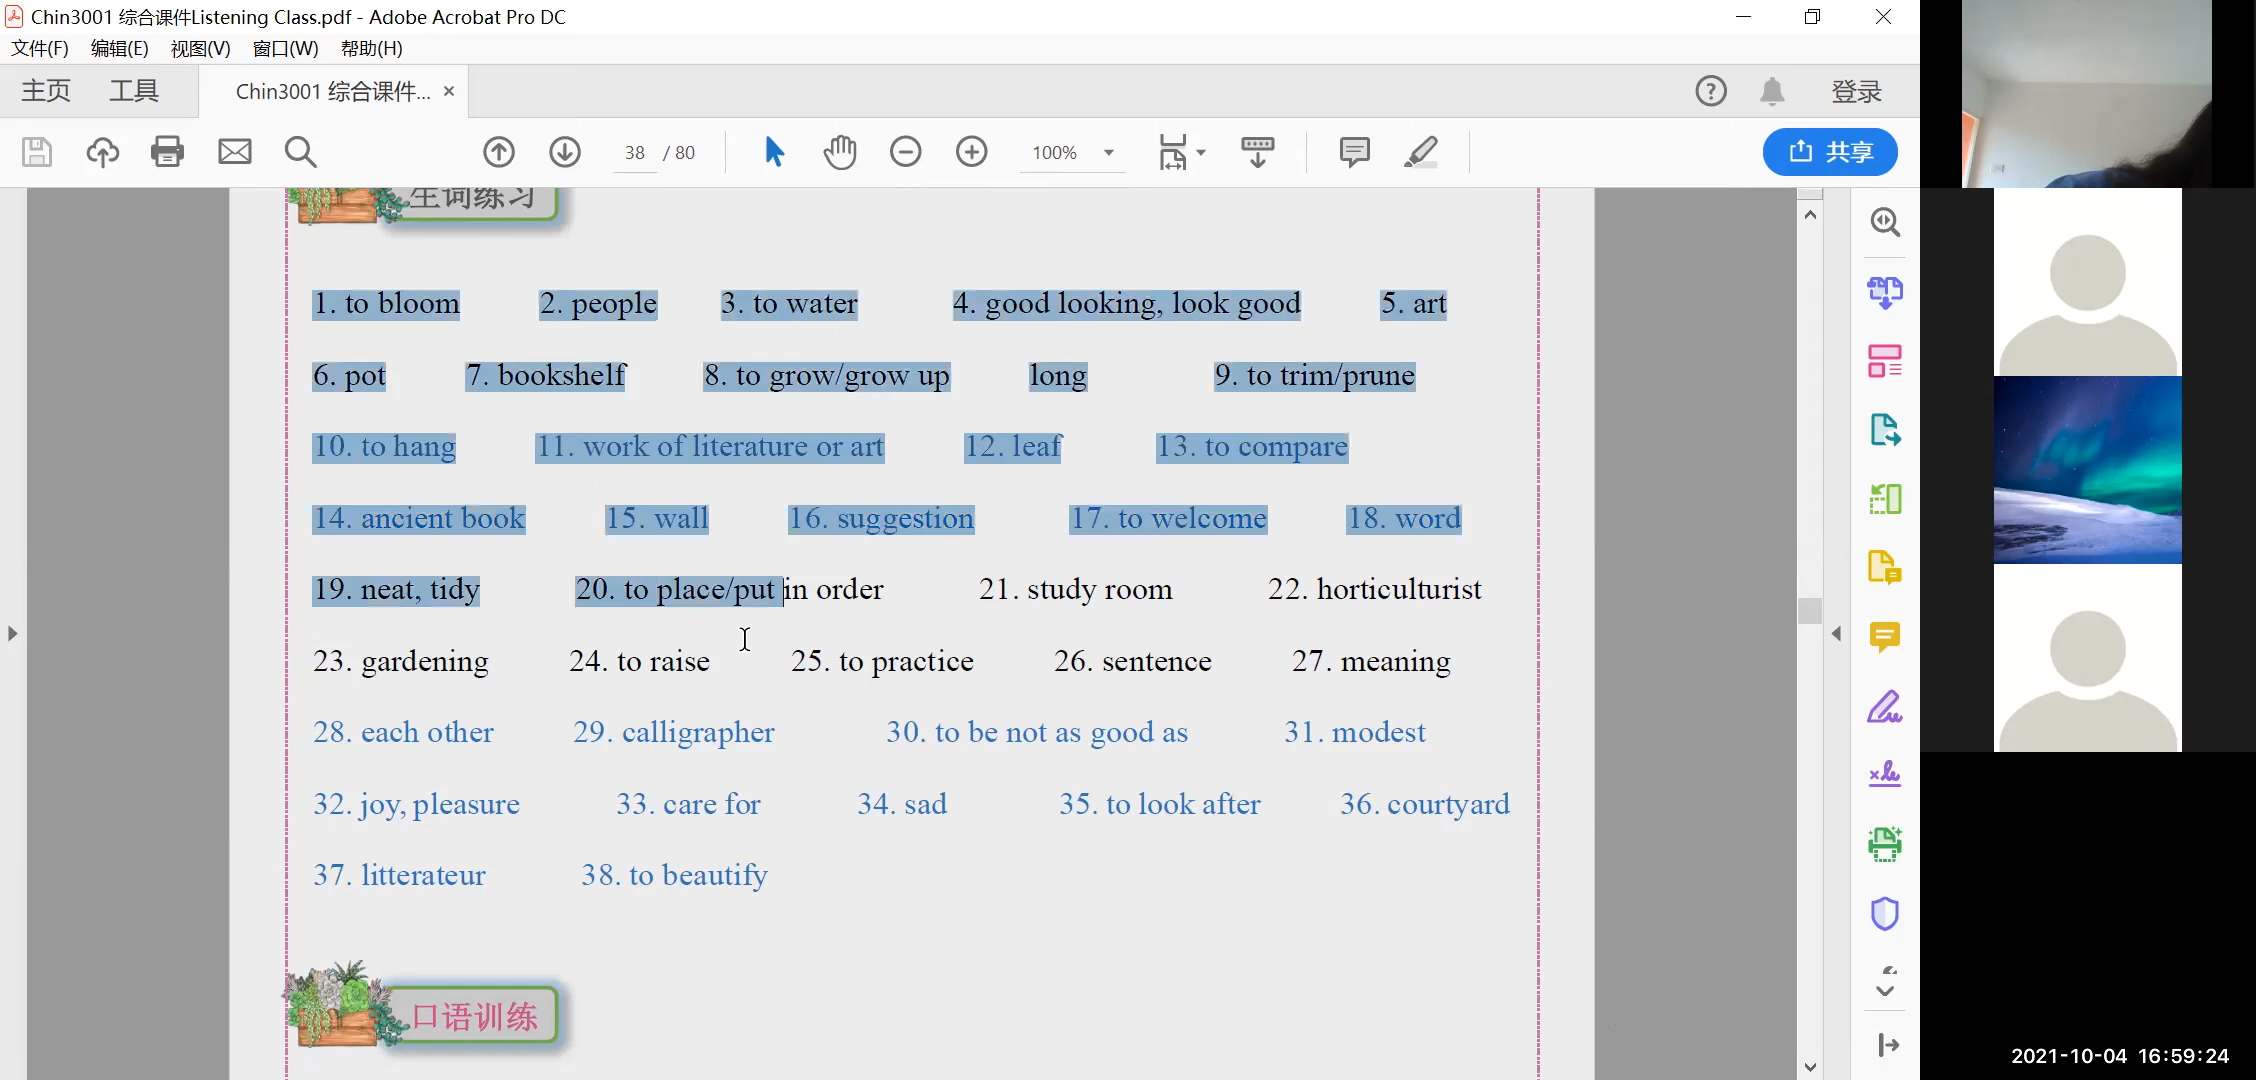 Chin3001 综合课件Listening Class.pdf - Adobe Acrobat Pro DC
文件(F) 编辑(E) 视图(V) 窗口(W) 帮助(H)
主页 工具 Chin3001 综合课件... × 登录
38 / 80 100% 共享
生词练习
1. to bloom 2. people 3. to water 4. good looking, look good 5. art
6. pot 7. bookshelf 8. to grow/grow up long 9. to trim/prune
10. to hang 11. work of literature or art 12. leaf 13. to compare
14. ancient book 15. wall 16. suggestion 17. to welcome 18. word
19. neat, tidy 20. to place/put in order 21. study room 22. horticulturist
23. gardening 24. to raise 25. to practice 26. sentence 27. meaning
28. each other 29. calligrapher 30. to be not as good as 31. modest
32. joy, pleasure 33. care for 34. sad 35. to look after 36. courtyard
37. litterateur 38. to beautify
口语训练
2021-10-04 16:59:24